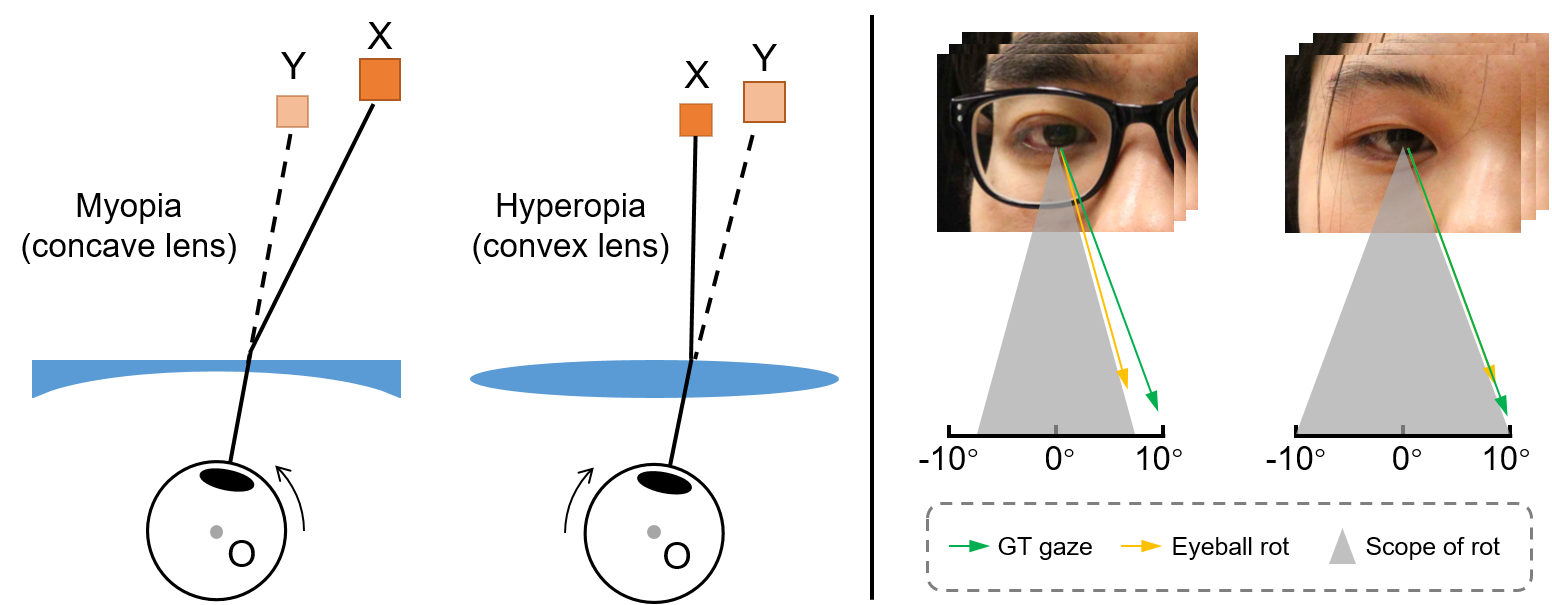 Y
X
Myopia
(concave lens)
O
X
Y
Hyperopia
(convex lens)
O
-10° 0° 10°
-10° 0° 10°
GT gaze Eyeball rot Scope of rot